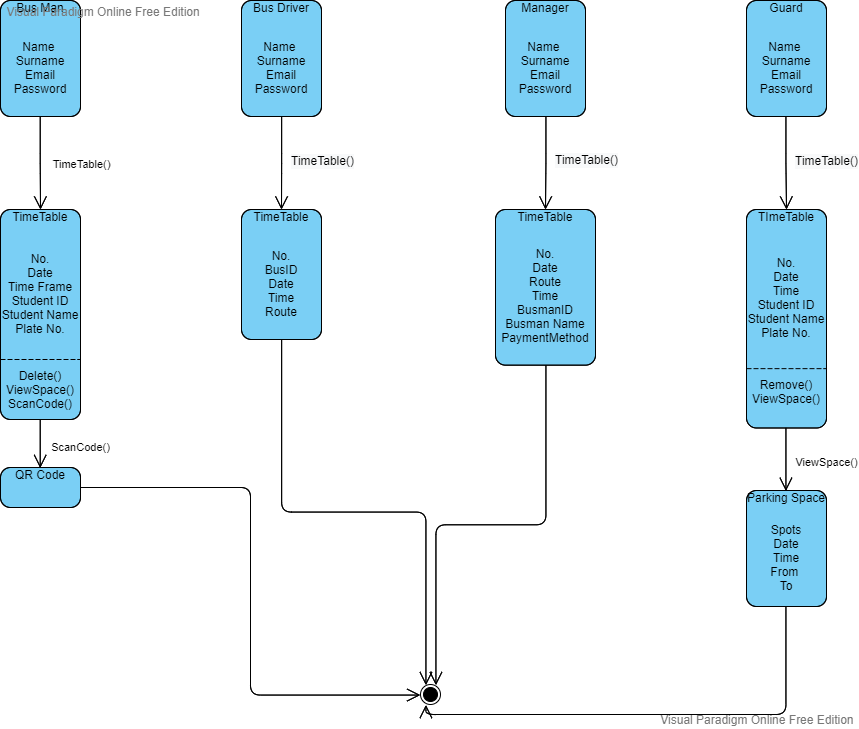 Bus Man
Visual Paradigm Online Free Edition
Name
Surname
Email
Password
TimeTable()
TimeTable
No.
Date
Time Frame
Student ID
Student Name
Plate No.
Delete()
ViewSpace()
ScanCode()
ScanCode()
QR Code
Bus Driver
Name
Surname
Email
Password
TimeTable()
TimeTable
No.
BusID
Date
Time
Route
Manager
Name
Surname
Email
Password
TimeTable()
TimeTable
No.
Date
Route
Time
BusmanID
Busman Name
PaymentMethod
Guard
Name
Surname
Email
Password
TimeTable()
TImeTable
No.
Date
Time
Student ID
Student Name
Plate No.
Remove()
ViewSpace()
ViewSpace()
Parking Space
Spots
Date
Time
From
To
Visual Paradigm Online Free Edition